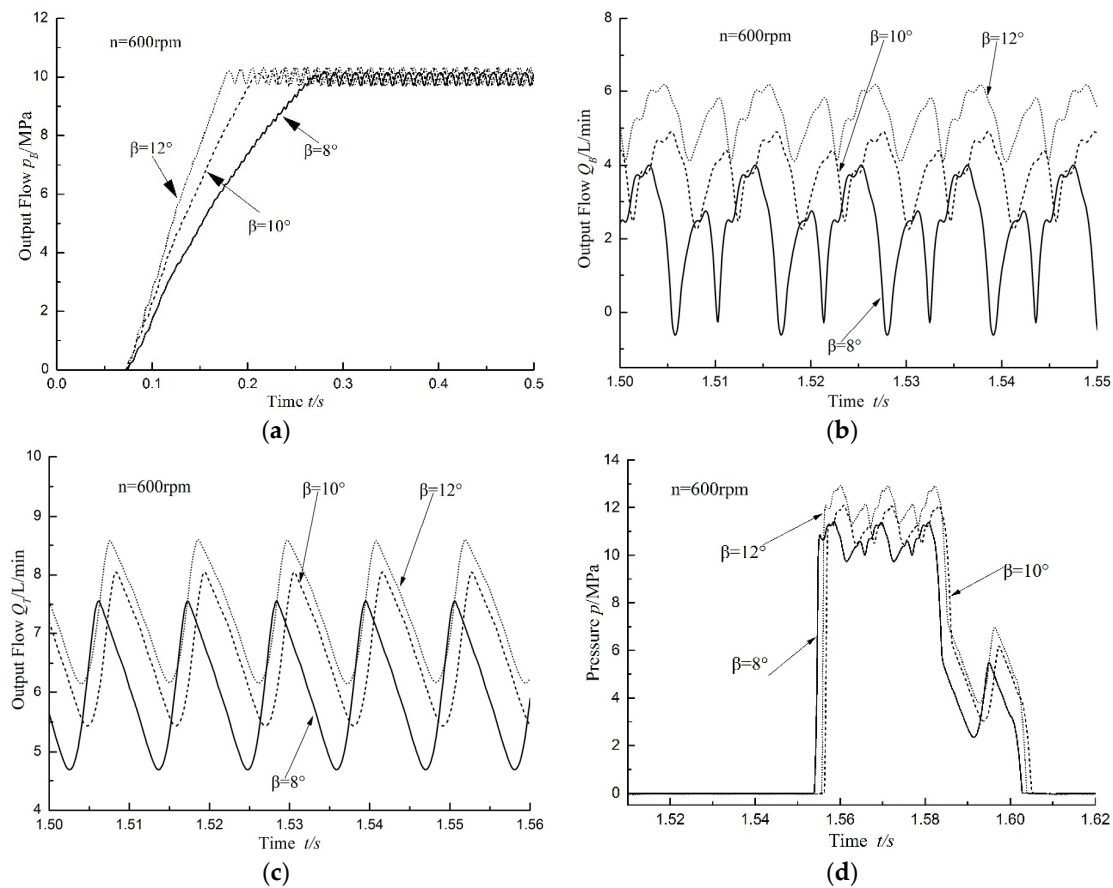 12
10
8
6
4
2
0
0.0 0.1 0.2 0.3 0.4 0.5
Output Flow pB/MPa
Time t/s
n=600rpm
β=12°
β=10°
β=8°
(a)
8
6
4
2
0
1.50 1.51 1.52 1.53 1.54 1.55
Output Flow QB/L/min
Time t/s
n=600rpm
β=10°
β=12°
β=8°
(b)
10
9
8
7
6
5
4
1.50 1.51 1.52 1.53 1.54 1.55 1.56
Output Flow QT/L/min
Time t/s
n=600rpm
β=10°
β=12°
β=8°
(c)
14
13
12
11
10
8
6
4
2
0
1.52 1.54 1.56 1.58 1.60 1.62
Pressure p/MPa
Time t/s
n=600rpm
β=12°
β=10°
β=8°
(d)